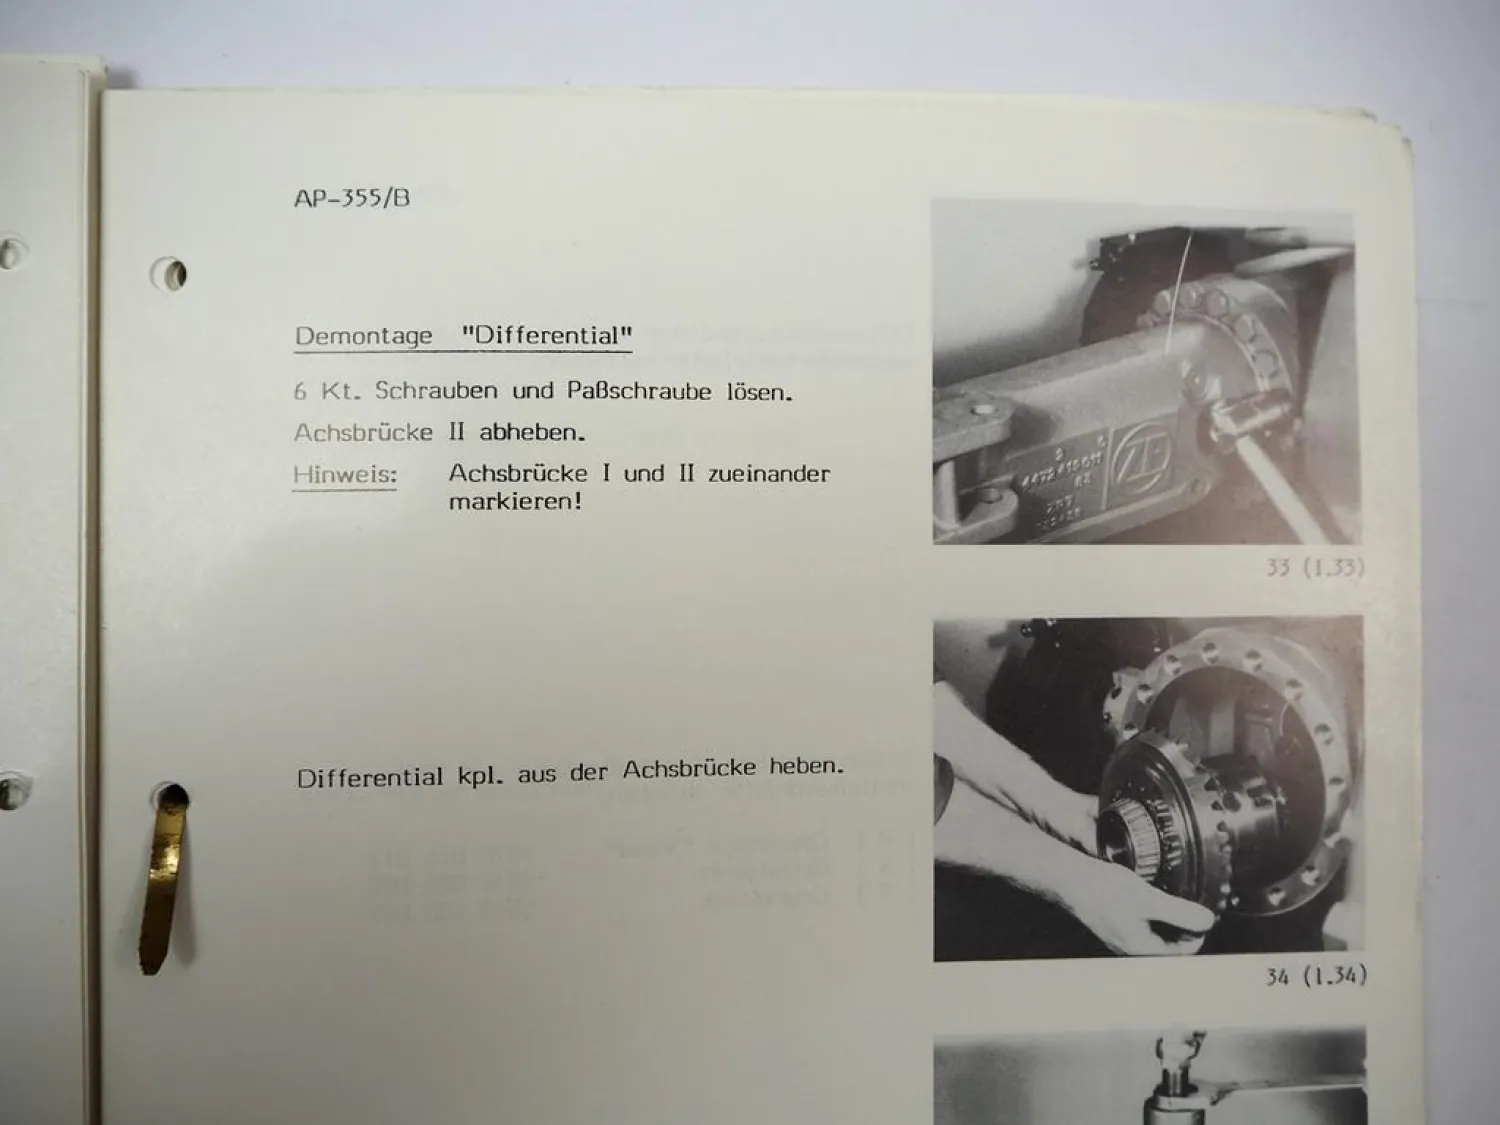 AP-355/B
Demontage "Differential"
6 Kt. Schrauben und Paßschraube lösen.
Achsbrücke II abheben.
Hinweis: Achsbrücke I und II zueinander
markieren!
ZF
33 (1.33)
Differential kpl. aus der Achsbrücke heben.
34 (1.34)